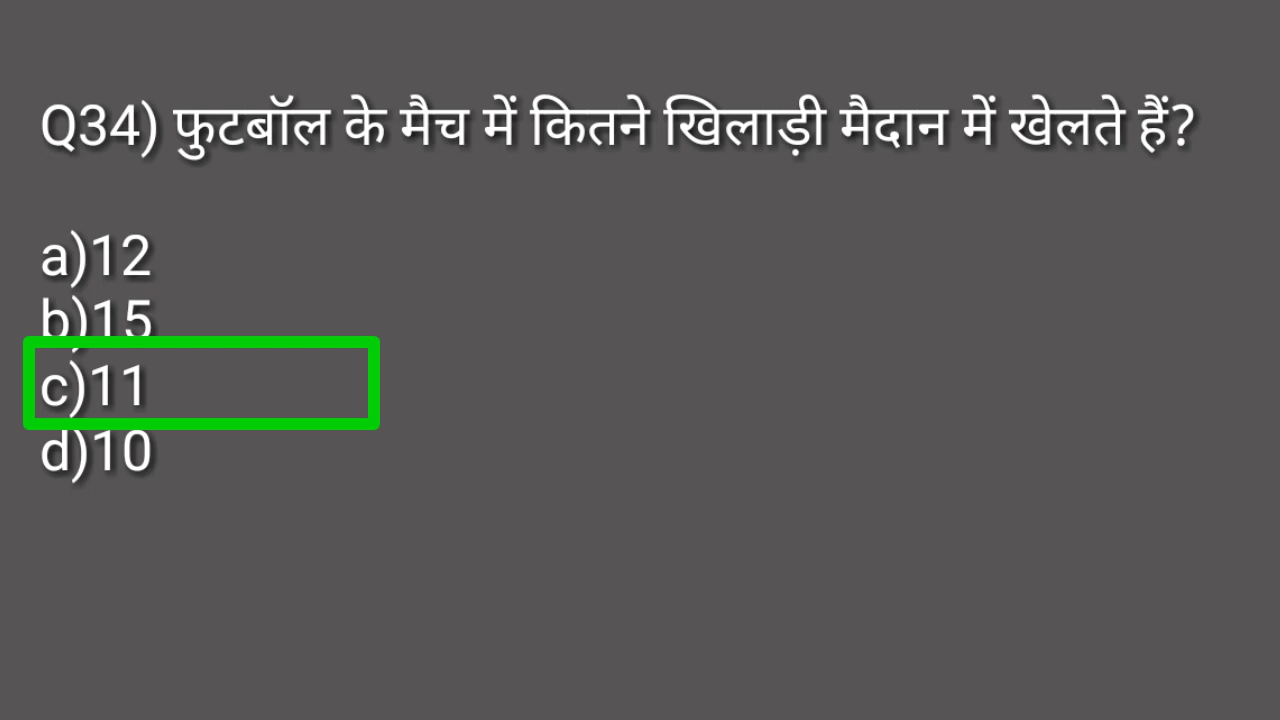 Q34) फुटबॉल के मैच में कितने खिलाड़ी मैदान में खेलते हैं?
a)12
b)15
c)11
d)10